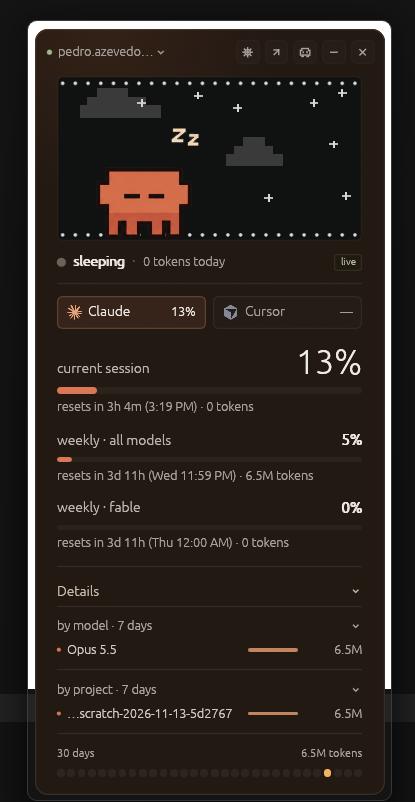 pedro.azevedo...
z z
sleeping · 0 tokens today
live
Claude 13%
Cursor —
current session 13%
resets in 3h 4m (3:19 PM) · 0 tokens
weekly · all models 5%
resets in 3d 11h (Wed 11:59 PM) · 6.5M tokens
weekly · fable 0%
resets in 3d 11h (Thu 12:00 AM) · 0 tokens
Details
by model · 7 days
Opus 5.5 6.5M
by project · 7 days
...scratch-2026-11-13-5d2767 6.5M
30 days 6.5M tokens